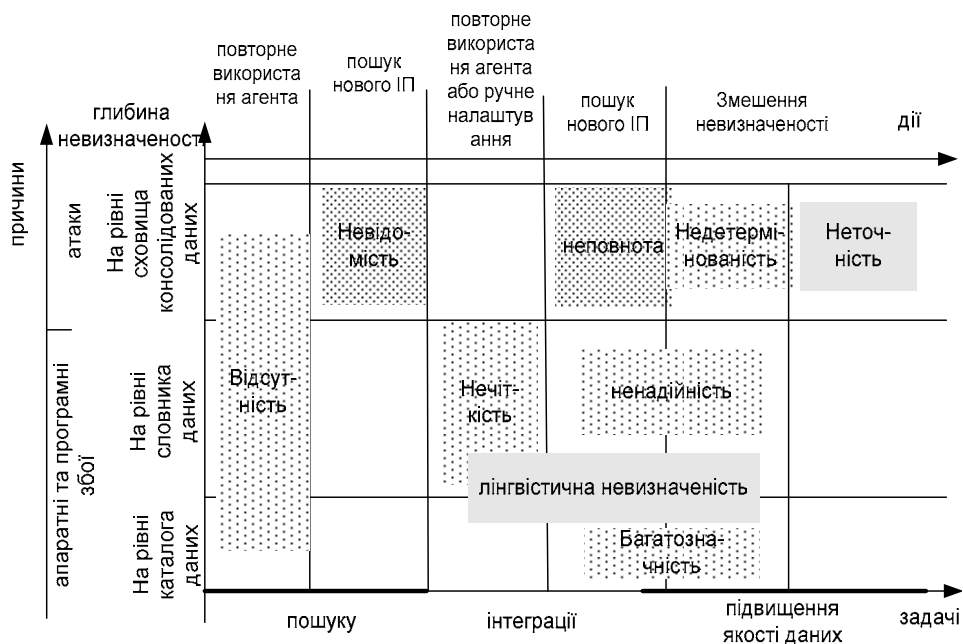 повторне
використа
ня агента
пошук
нового ІП
повторне
використа
ня агента
або ручне
налаштув
ання
пошук
нового ІП
Змешення
невизначеності
дії
глибина
невизначеност
причини
атаки
апаратні та програмні
збої
На рівні
сховища
консолідованих
даних
На рівні
словника
даних
На рівні
каталога
даних
Невідо-
мість
неповнота
Недетермі-
нованість
Неточ-
ність
Відсут-
ність
Нечіт-
кість
ненадійність
лінгвістична невизначеність
Багатозна-
чність
пошуку
інтеграції
підвищення
якості даних
задачі